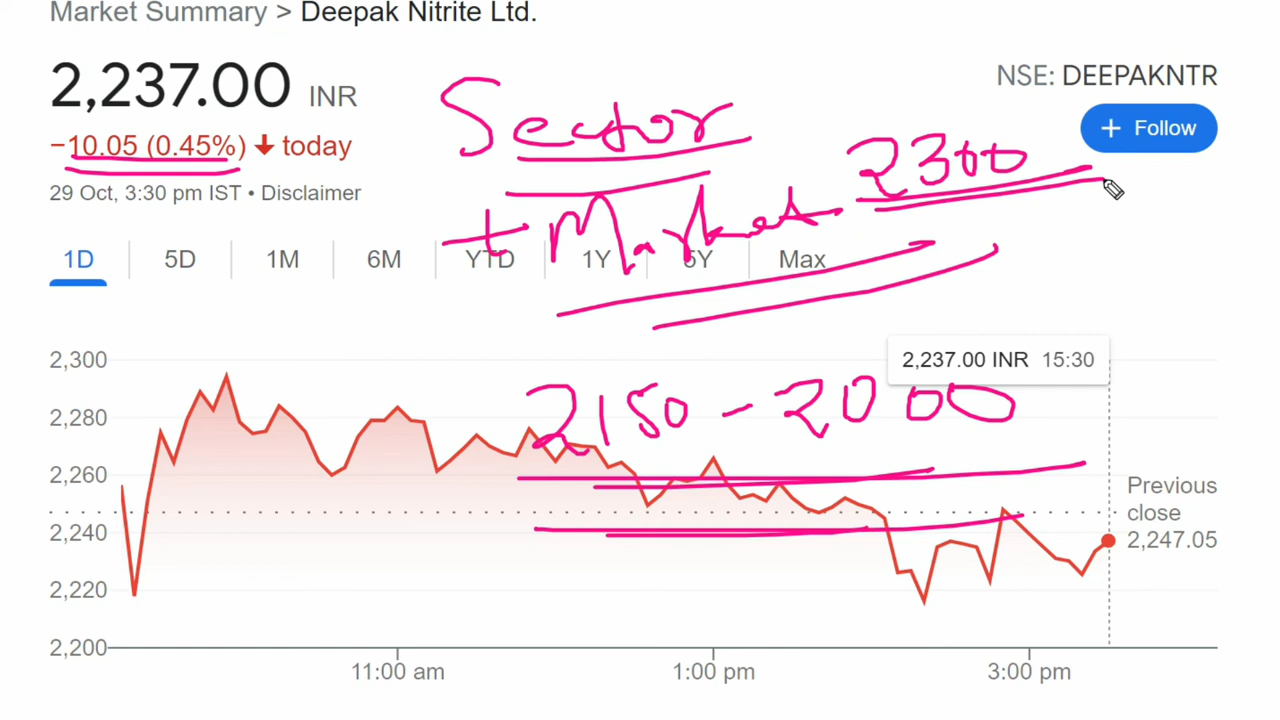 Market Summary > Deepak Nitrite Ltd.
2,237.00 INR
NSE: DEEPAKNTR
−10.05 (0.45%) ↓ today
+ Follow
29 Oct, 3:30 pm IST • Disclaimer
Sector
+ Market
2300
1D 5D 1M 6M YTD 1Y 5Y Max
2,237.00 INR 15:30
2,300
2,280
2,260
2,240
2,220
2,200
2150 - 2000
Previous
close
2,247.05
11:00 am 1:00 pm 3:00 pm